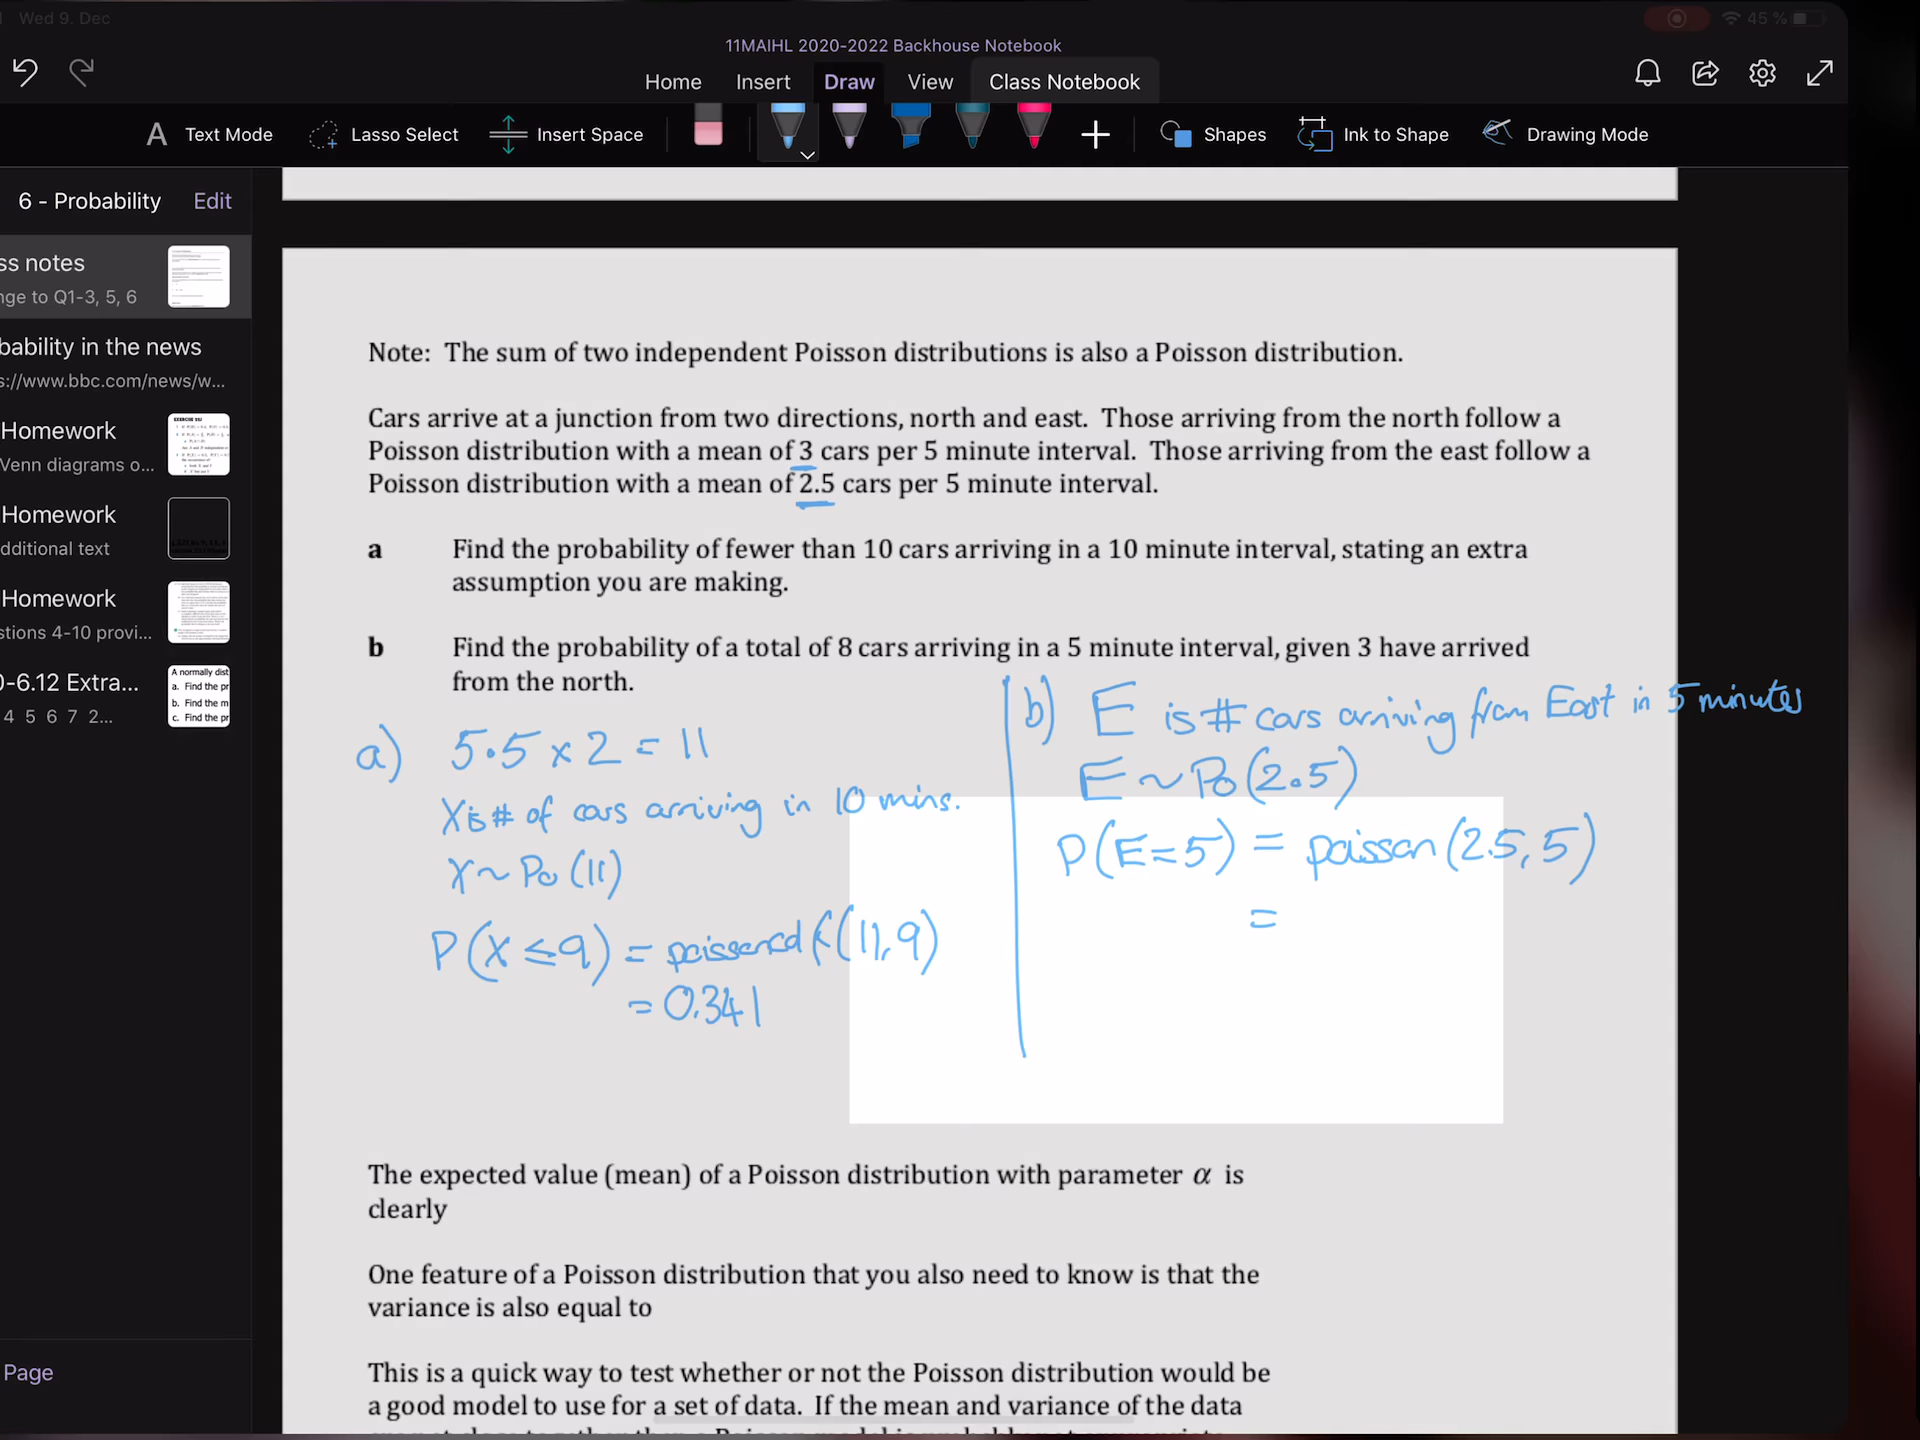 Wed 9. Dec
45 %
11MAIHL 2020-2022 Backhouse Notebook
Home Insert Draw View Class Notebook
Text Mode Lasso Select Insert Space Shapes Ink to Shape Drawing Mode
6 - Probability Edit
ss notes
nge to Q1-3, 5, 6
bability in the news
s://www.bbc.com/news/w...
Homework
Venn diagrams o...
Homework
dditional text
Homework
stions 4-10 provi...
0-6.12 Extra...
4 5 6 7 2...
A normally dist
a. Find the pr
b. Find the m
c. Find the pr
Page
Note: The sum of two independent Poisson distributions is also a Poisson distribution.
Cars arrive at a junction from two directions, north and east. Those arriving from the north follow a
Poisson distribution with a mean of 3 cars per 5 minute interval. Those arriving from the east follow a
Poisson distribution with a mean of 2.5 cars per 5 minute interval.
a Find the probability of fewer than 10 cars arriving in a 10 minute interval, stating an extra
assumption you are making.
b Find the probability of a total of 8 cars arriving in a 5 minute interval, given 3 have arrived
from the north.
a) 5.5 x 2 = 11
X is # of cars arriving in 10 mins.
X ~ Po (11)
P(X ≤ 9) = poissoncdf(11, 9)
= 0.341
b) E is # cars arriving from East in 5 minutes
E ~ Po (2.5)
P(E = 5) = poisson (2.5, 5)
=
The expected value (mean) of a Poisson distribution with parameter α is
clearly
One feature of a Poisson distribution that you also need to know is that the
variance is also equal to
This is a quick way to test whether or not the Poisson distribution would be
a good model to use for a set of data. If the mean and variance of the data